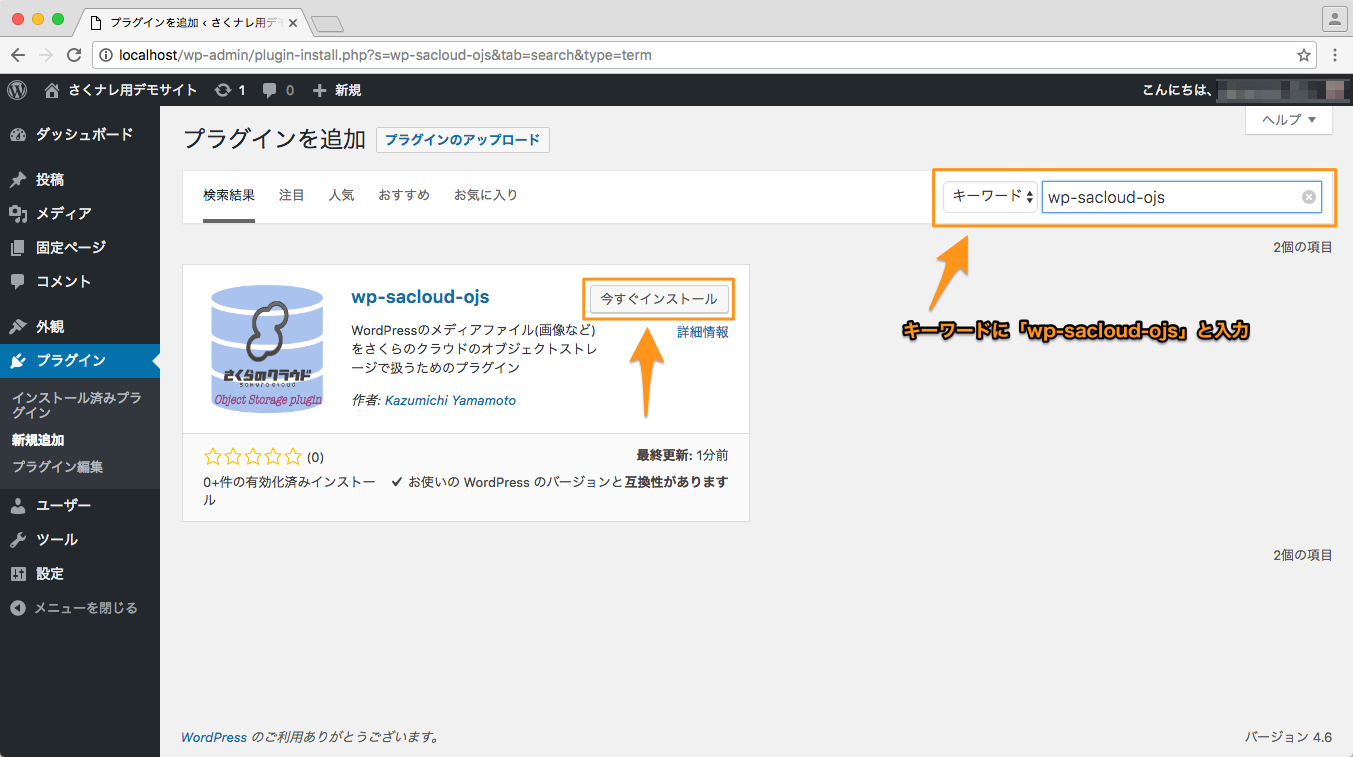 プラグインを追加 ‹ さくナレ用デモ
localhost/wp-admin/plugin-install.php?s=wp-sacloud-ojs&tab=search&type=term
さくナレ用デモサイト 1 0 新規 こんにちは、
ヘルプ ▼
ダッシュボード
投稿
メディア
固定ページ
コメント
外観
プラグイン
インストール済みプラ
グイン
新規追加
プラグイン編集
ユーザー
ツール
設定
メニューを閉じる
プラグインを追加 プラグインのアップロード
検索結果 注目 人気 おすすめ お気に入り キーワード wp-sacloud-ojs
2個の項目
キーワードに「wp-sacloud-ojs」と入力
wp-sacloud-ojs 今すぐインストール
詳細情報
WordPressのメディアファイル(画像など)
をさくらのクラウドのオブジェクトストレ
ージで扱うためのプラグイン
作者: Kazumichi Yamamoto
さくらのクラウド
SAKURA CLOUD
Object Storage plugin
(0) 最終更新: 1分前
0+件の有効化済みインストー
ル
✔ お使いの WordPress のバージョンと互換性があります
2個の項目
WordPress のご利用ありがとうございます。 バージョン 4.6